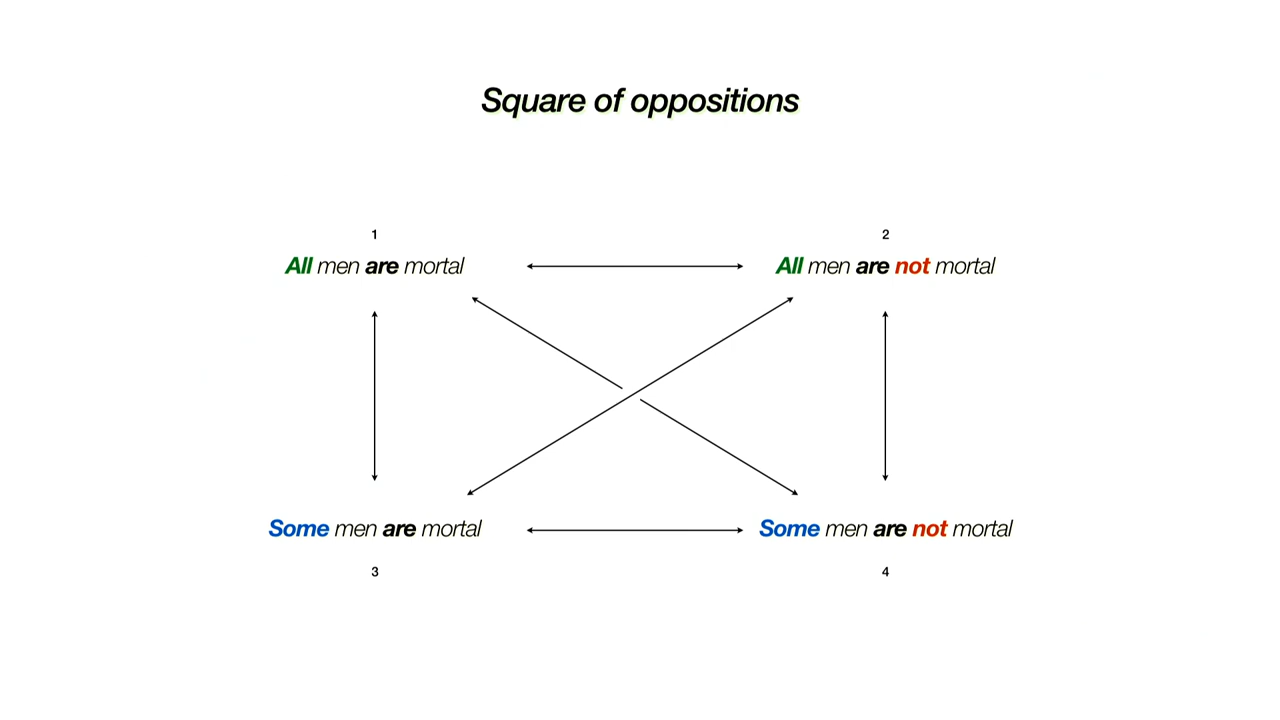 Square of oppositions
1
2
All men are mortal
All men are not mortal
Some men are mortal
Some men are not mortal
3
4